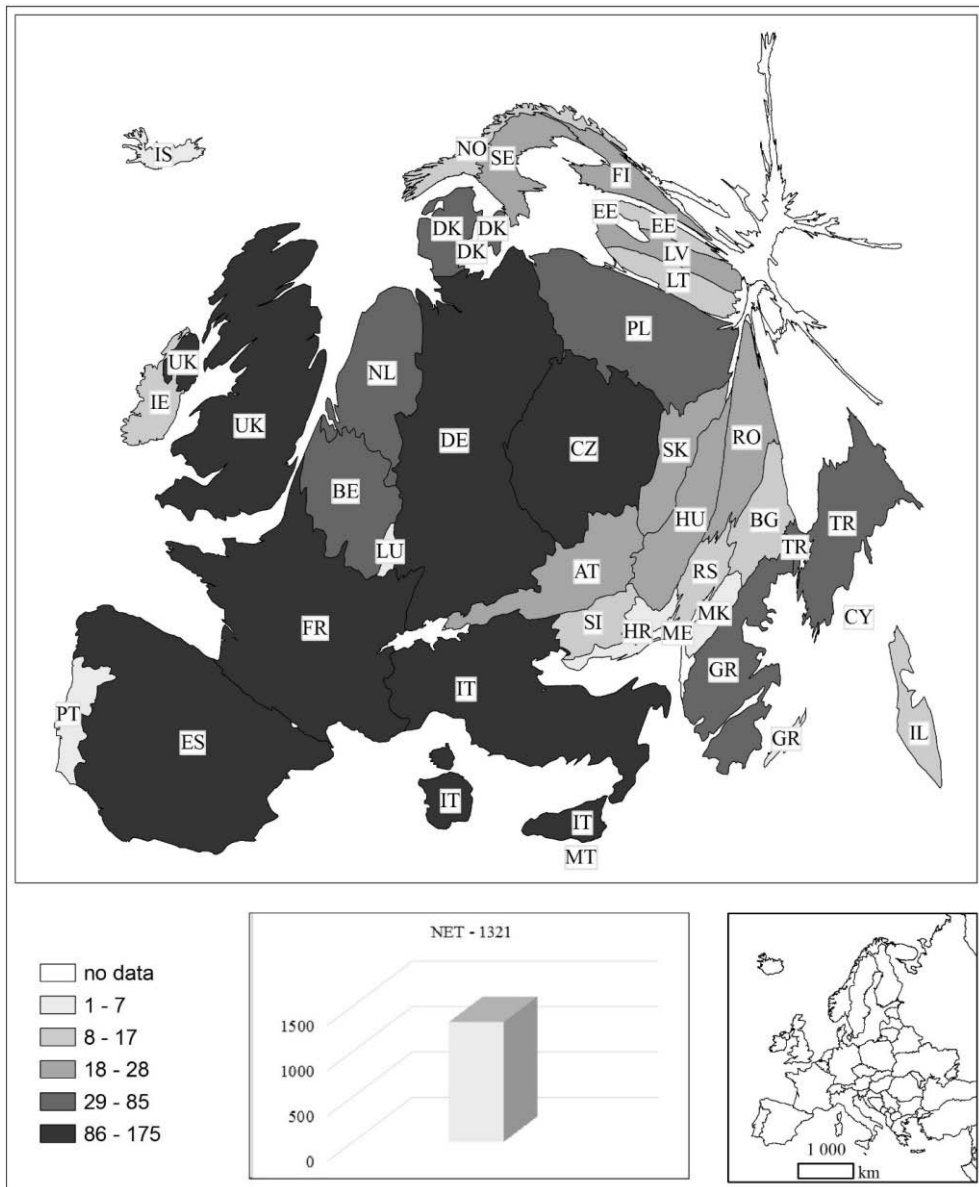 IS
NO
SE
FI
EE
DK
DK
EE
DK
LV
LT
PL
UK
NL
IE
UK
DE
CZ
SK
RO
BE
HU
BG
TR
LU
TR
AT
RS
MK
CY
FR
SI
HR
ME
GR
IT
PT
ES
IL
GR
IT
IT
MT
NET - 1321
1500
1000
500
0
no data
1 - 7
8 - 17
18 - 28
29 - 85
86 - 175
1 000
km